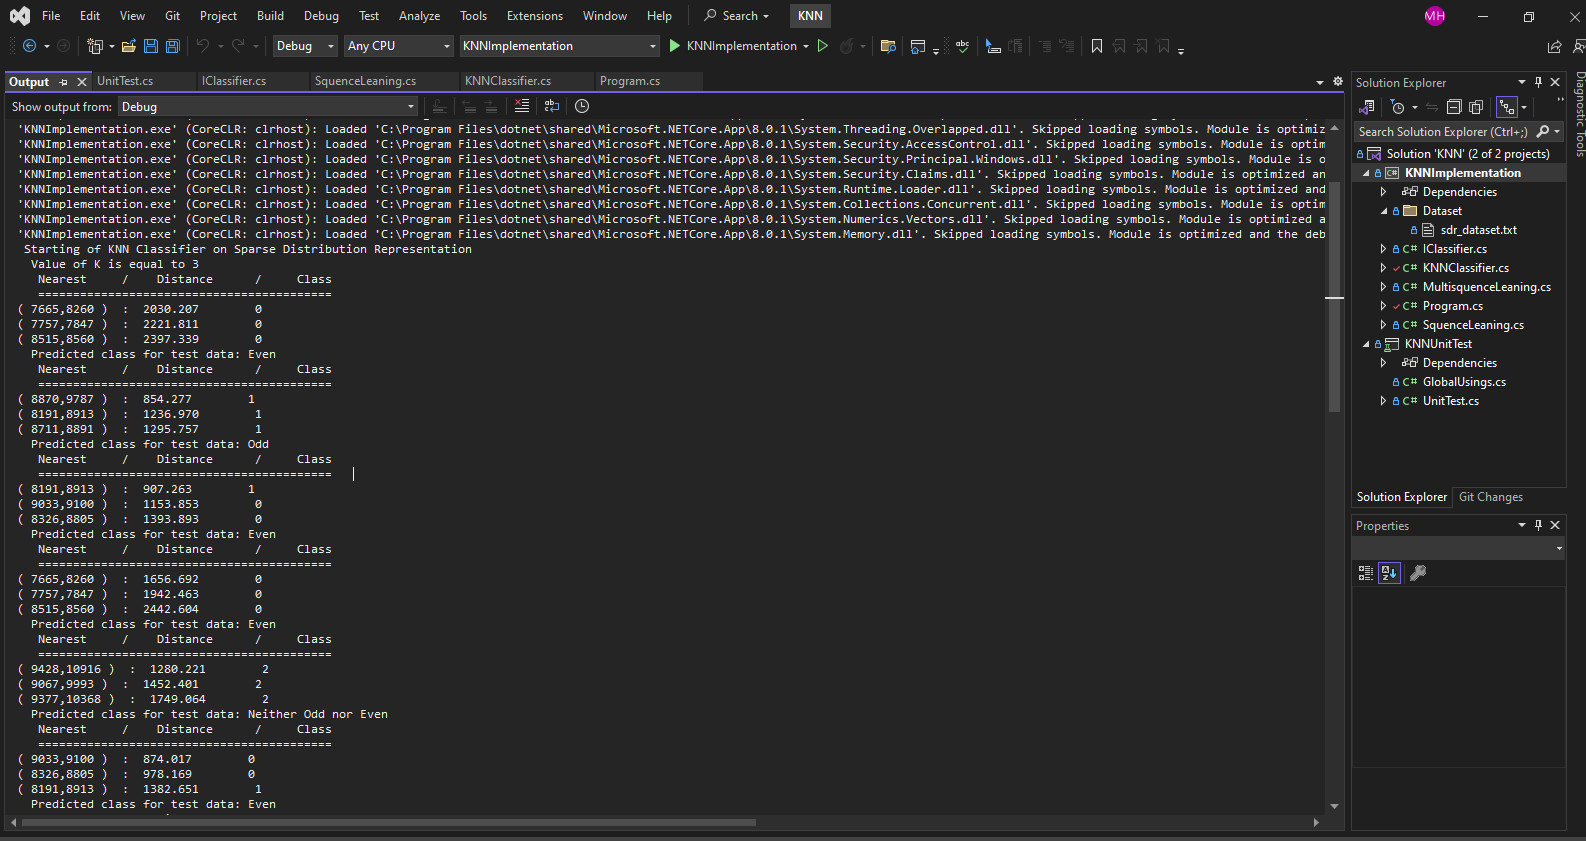 File Edit View Git Project Build Debug Test Analyze Tools Extensions Window Help Search KNN MH
Debug Any CPU KNNImplementation KNNImplementation
Output UnitTest.cs IClassifier.cs SquenceLeaning.cs KNNClassifier.cs Program.cs
Show output from: Debug
'KNNImplementation.exe' (CoreCLR: clrhost): Loaded 'C:\Program Files\dotnet\shared\Microsoft.NETCore.App\8.0.1\System.Threading.Overlapped.dll'. Skipped loading symbols. Module is optimiz
'KNNImplementation.exe' (CoreCLR: clrhost): Loaded 'C:\Program Files\dotnet\shared\Microsoft.NETCore.App\8.0.1\System.Security.AccessControl.dll'. Skipped loading symbols. Module is optim
'KNNImplementation.exe' (CoreCLR: clrhost): Loaded 'C:\Program Files\dotnet\shared\Microsoft.NETCore.App\8.0.1\System.Security.Principal.Windows.dll'. Skipped loading symbols. Module is o
'KNNImplementation.exe' (CoreCLR: clrhost): Loaded 'C:\Program Files\dotnet\shared\Microsoft.NETCore.App\8.0.1\System.Security.Claims.dll'. Skipped loading symbols. Module is optimized an
'KNNImplementation.exe' (CoreCLR: clrhost): Loaded 'C:\Program Files\dotnet\shared\Microsoft.NETCore.App\8.0.1\System.Runtime.Loader.dll'. Skipped loading symbols. Module is optimized and
'KNNImplementation.exe' (CoreCLR: clrhost): Loaded 'C:\Program Files\dotnet\shared\Microsoft.NETCore.App\8.0.1\System.Collections.Concurrent.dll'. Skipped loading symbols. Module is optim
'KNNImplementation.exe' (CoreCLR: clrhost): Loaded 'C:\Program Files\dotnet\shared\Microsoft.NETCore.App\8.0.1\System.Numerics.Vectors.dll'. Skipped loading symbols. Module is optimized a
'KNNImplementation.exe' (CoreCLR: clrhost): Loaded 'C:\Program Files\dotnet\shared\Microsoft.NETCore.App\8.0.1\System.Memory.dll'. Skipped loading symbols. Module is optimized and the deb
Starting of KNN Classifier on Sparse Distribution Representation
Value of K is equal to 3
Nearest / Distance / Class
==========================================
( 7665,8260 ) : 2030.207 0
( 7757,7847 ) : 2221.811 0
( 8515,8560 ) : 2397.339 0
Predicted class for test data: Even
Nearest / Distance / Class
==========================================
( 8870,9787 ) : 854.277 1
( 8191,8913 ) : 1236.970 1
( 8711,8891 ) : 1295.757 1
Predicted class for test data: Odd
Nearest / Distance / Class
==========================================
( 8191,8913 ) : 907.263 1
( 9033,9100 ) : 1153.853 0
( 8326,8805 ) : 1393.893 0
Predicted class for test data: Even
Nearest / Distance / Class
==========================================
( 7665,8260 ) : 1656.692 0
( 7757,7847 ) : 1942.463 0
( 8515,8560 ) : 2442.604 0
Predicted class for test data: Even
Nearest / Distance / Class
==========================================
( 9428,10916 ) : 1280.221 2
( 9067,9993 ) : 1452.401 2
( 9377,10368 ) : 1749.064 2
Predicted class for test data: Neither Odd nor Even
Nearest / Distance / Class
==========================================
( 9033,9100 ) : 874.017 0
( 8326,8805 ) : 978.169 0
( 8191,8913 ) : 1382.651 1
Predicted class for test data: Even
Solution Explorer
Search Solution Explorer (Ctrl+;)
Solution 'KNN' (2 of 2 projects)
KNNImplementation
Dependencies
Dataset
sdr_dataset.txt
C# IClassifier.cs
C# KNNClassifier.cs
C# MultisquenceLeaning.cs
C# Program.cs
C# SquenceLeaning.cs
KNNUnitTest
Dependencies
C# GlobalUsings.cs
C# UnitTest.cs
Solution Explorer Git Changes
Properties
Diagnostic Tools